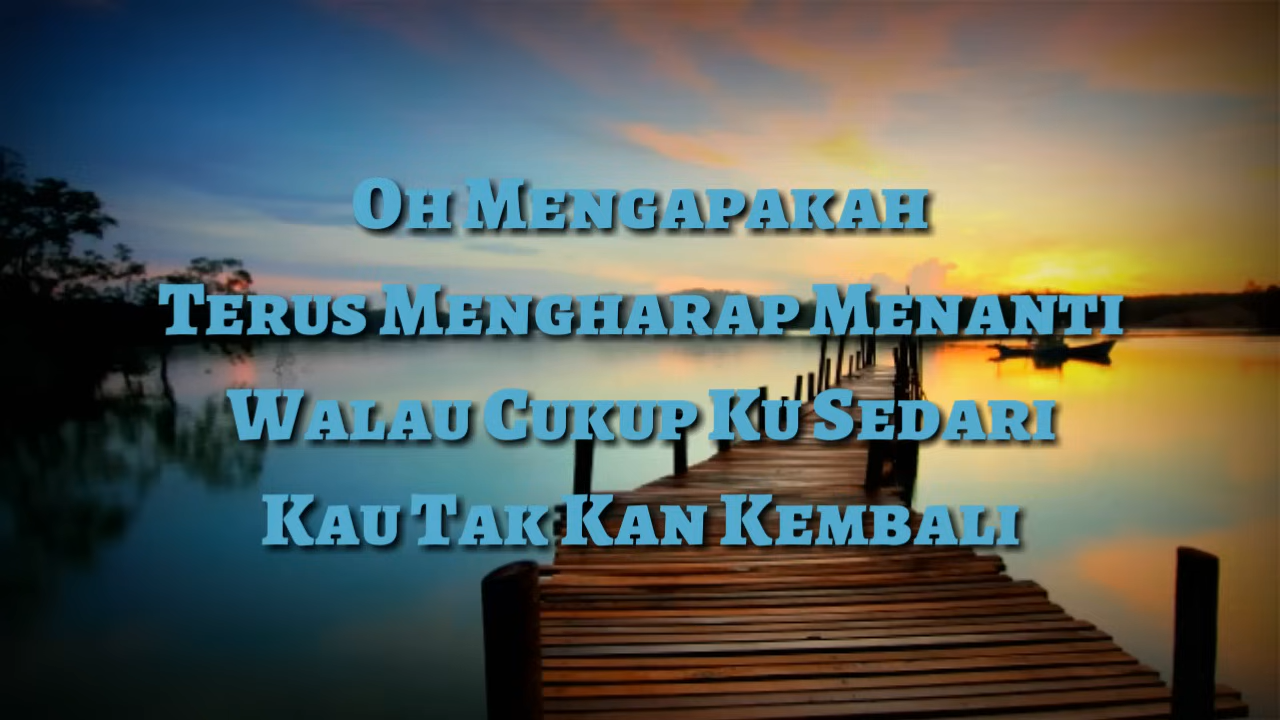 Oh Mengapakah
Terus Mengharap Menanti
Walau Cukup Ku Sedari
Kau Tak Kan Kembali